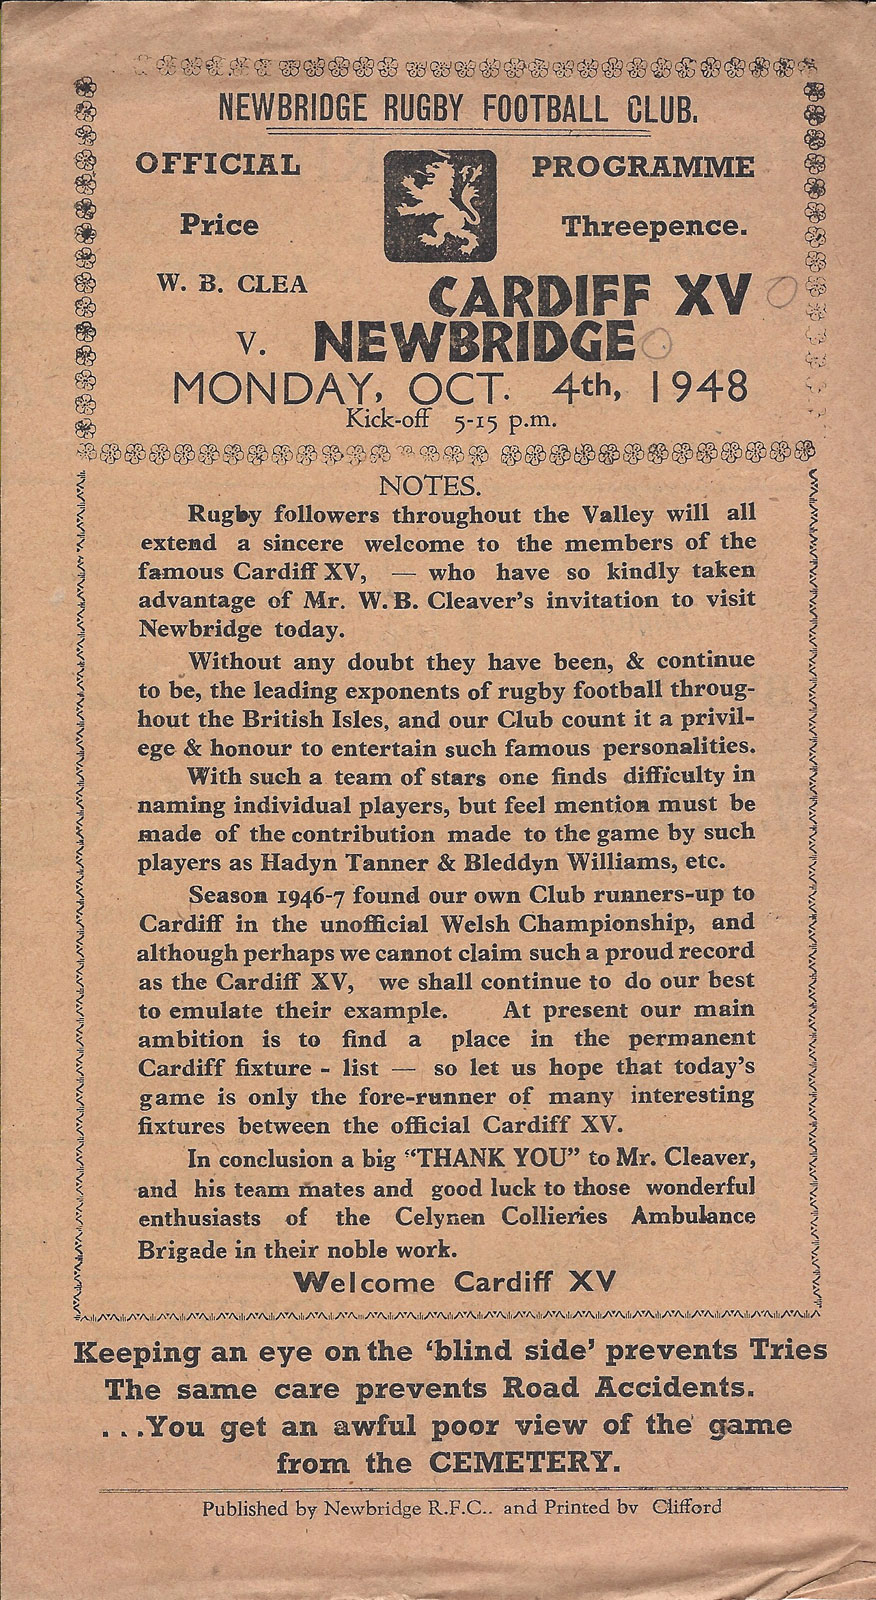 NEWBRIDGE RUGBY FOOTBALL CLUB.
OFFICIAL PROGRAMME
Price Threepence.
W. B. CLEA CARDIFF XV
V. NEWBRIDGE
MONDAY, OCT. 4th, 1948
Kick-off 5-15 p.m.
NOTES.
Rugby followers throughout the Valley will all
extend a sincere welcome to the members of the
famous Cardiff XV, — who have so kindly taken
advantage of Mr. W. B. Cleaver's invitation to visit
Newbridge today.
Without any doubt they have been, & continue
to be, the leading exponents of rugby football throug-
hout the British Isles, and our Club count it a privil-
ege & honour to entertain such famous personalities.
With such a team of stars one finds difficulty in
naming individual players, but feel mention must be
made of the contribution made to the game by such
players as Hadyn Tanner & Bleddyn Williams, etc.
Season 1946-7 found our own Club runners-up to
Cardiff in the unofficial Welsh Championship, and
although perhaps we cannot claim such a proud record
as the Cardiff XV, we shall continue to do our best
to emulate their example. At present our main
ambition is to find a place in the permanent
Cardiff fixture - list — so let us hope that today's
game is only the fore-runner of many interesting
fixtures between the official Cardiff XV.
In conclusion a big "THANK YOU" to Mr. Cleaver,
and his team mates and good luck to those wonderful
enthusiasts of the Celynen Collieries Ambulance
Brigade in their noble work.
Welcome Cardiff XV
Keeping an eye on the 'blind side' prevents Tries
The same care prevents Road Accidents.
...You get an awful poor view of the game
from the CEMETERY.
Published by Newbridge R.F.C.. and Printed by Clifford